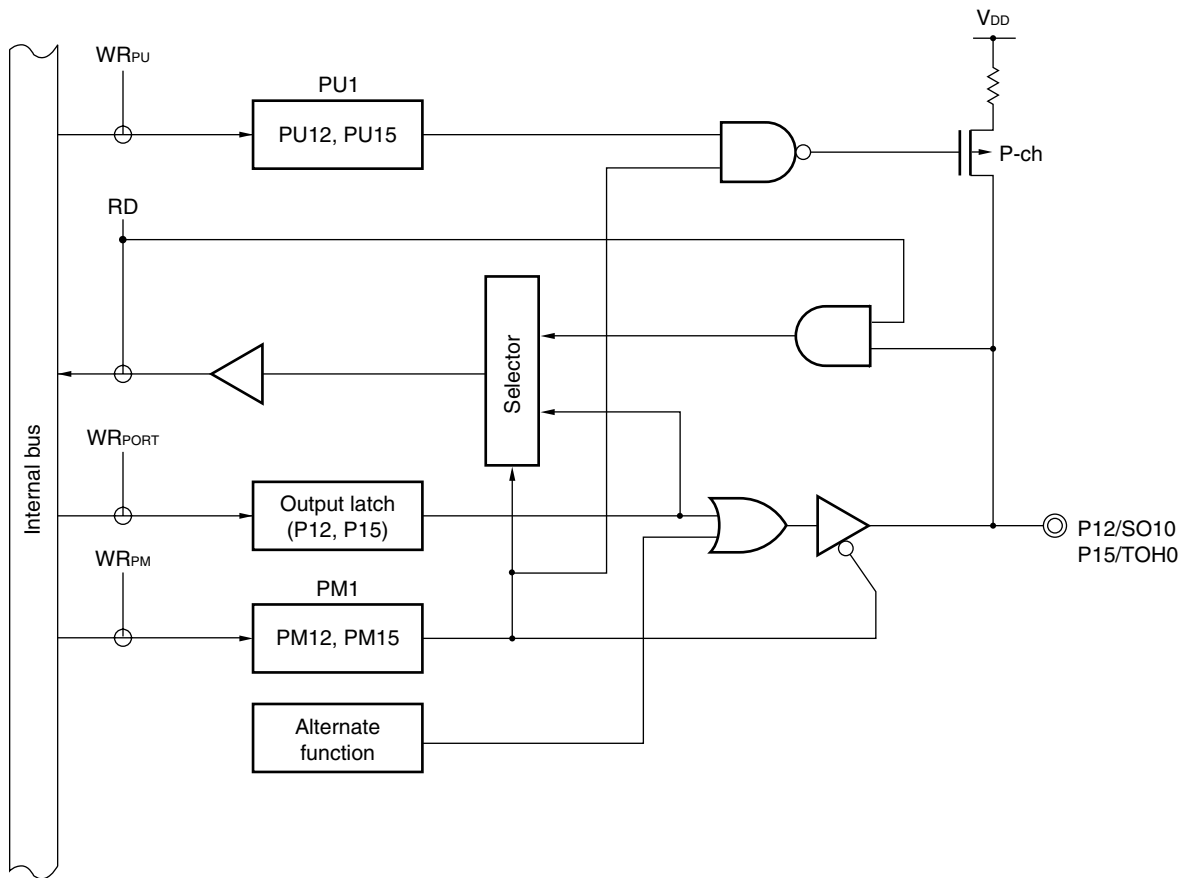 VDD
WRPU
PU1
PU12, PU15
P-ch
RD
Selector
Internal bus
WRPORT
Output latch
(P12, P15)
P12/SO10
P15/TOH0
WRPM
PM1
PM12, PM15
Alternate
function